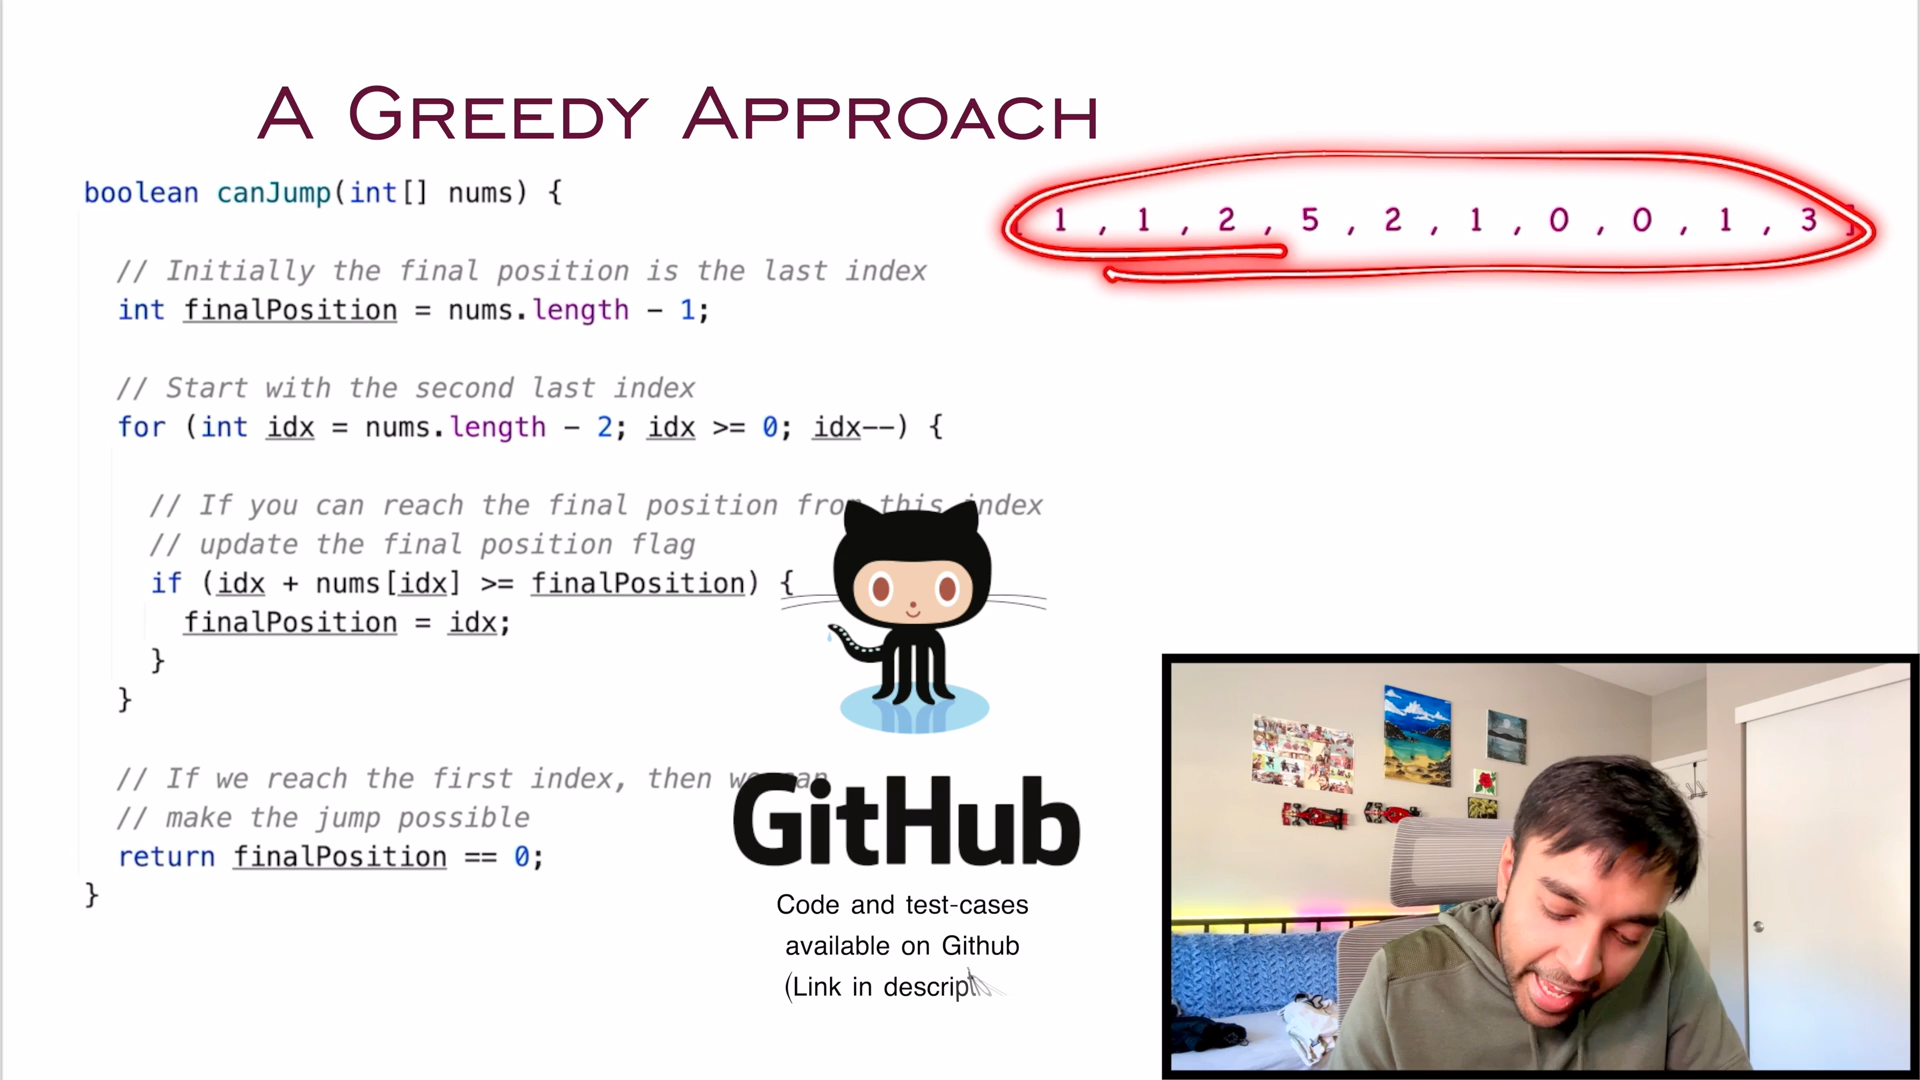 A GREEDY APPROACH
boolean canJump(int[] nums) {
// Initially the final position is the last index
int finalPosition = nums.length - 1;
// Start with the second last index
for (int idx = nums.length - 2; idx >= 0; idx--) {
// If you can reach the final position from this index
// update the final position flag
if (idx + nums[idx] >= finalPosition) {
finalPosition = idx;
}
}
// If we reach the first index, then we can
// make the jump possible
return finalPosition == 0;
}
[ 1 , 1 , 2 , 5 , 2 , 1 , 0 , 0 , 1 , 3 ]
GitHub
Code and test-cases
available on Github
(Link in descript